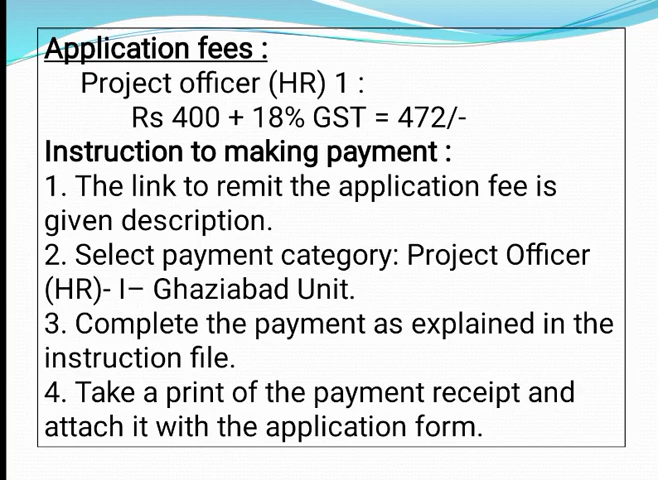 Application fees :
Project officer (HR) 1 :
Rs 400 + 18% GST = 472/-
Instruction to making payment :
1. The link to remit the application fee is
given description.
2. Select payment category: Project Officer
(HR)- I– Ghaziabad Unit.
3. Complete the payment as explained in the
instruction file.
4. Take a print of the payment receipt and
attach it with the application form.